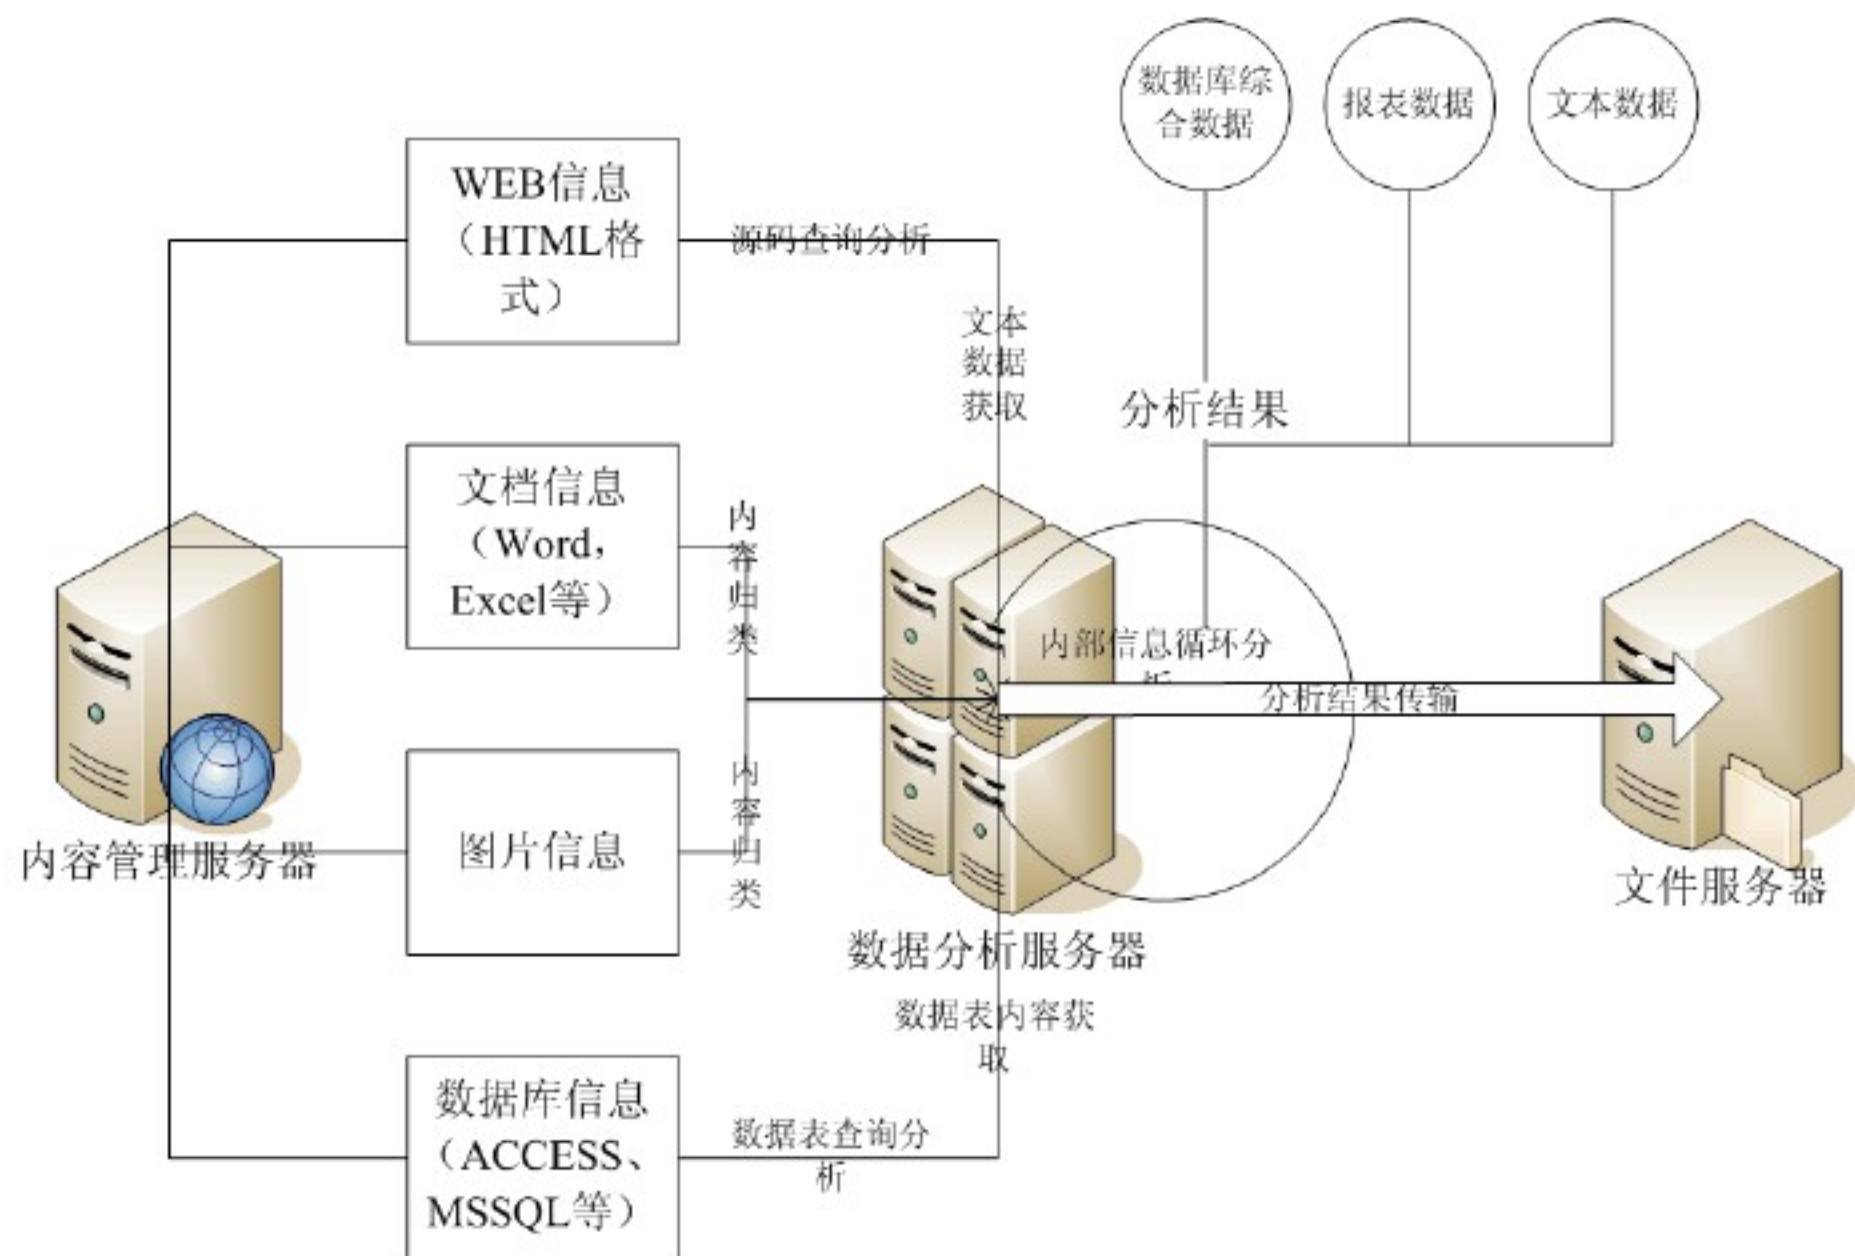 数据库综
合数据
报表数据
文本数据
WEB信息
（HTML格
式）
源码查询分析
文本
数据
获取
分析结果
文档信息
（Word，
Excel等）
内
容
归
类
内部信息循环分
析
分析结果传输
内容管理服务器
图片信息
内
容
归
类
文件服务器
数据分析服务器
数据表内容获
取
数据库信息
（ACCESS、
MSSQL等）
数据表查询分
析